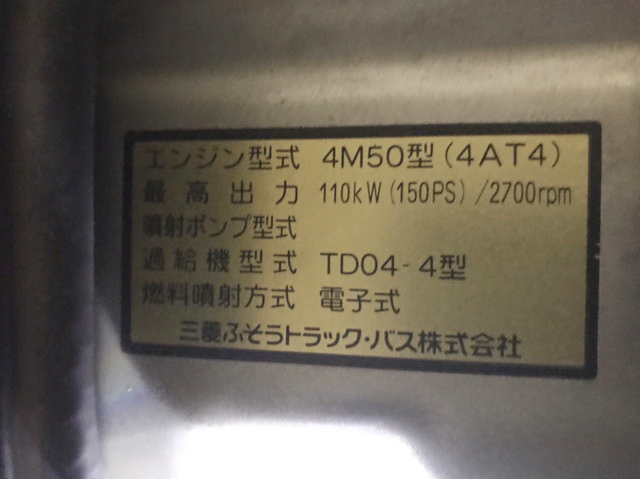 エンジン型式 4M50型(4AT4)
最高出力 110kW(150PS)/2700rpm
噴射ポンプ型式
過給機型式 TD04-4型
燃料噴射方式 電子式
三菱ふそうトラック・バス株式会社